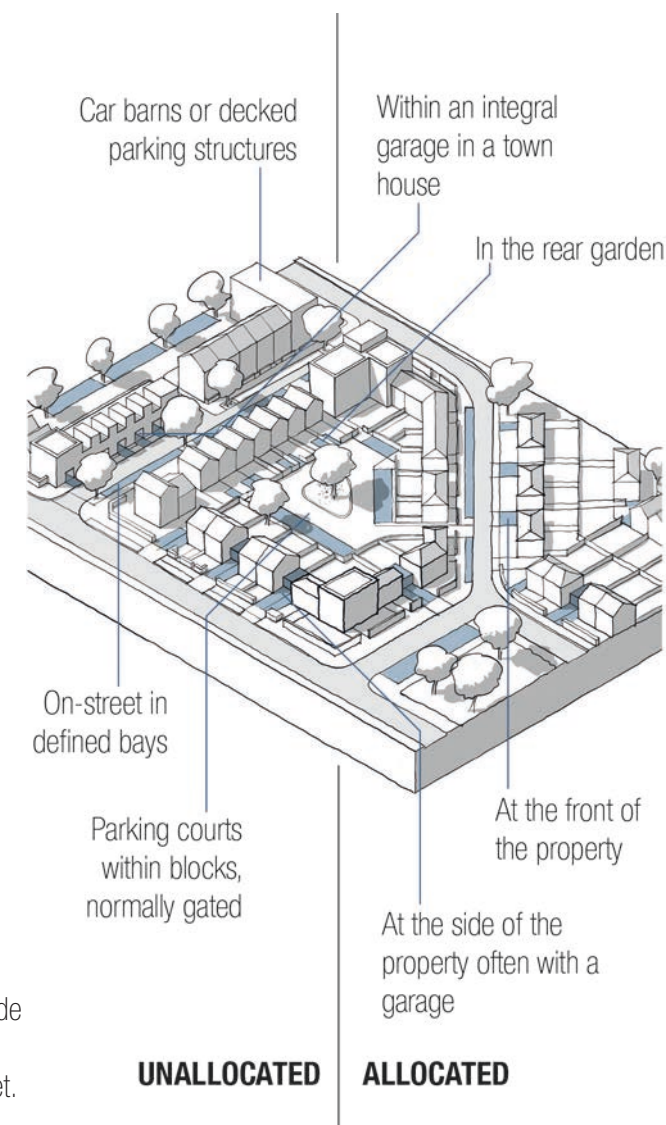 Car barns or decked
parking structures
Within an integral
garage in a town
house
In the rear garden
On-street in
defined bays
Parking courts
within blocks,
normally gated
At the front of
the property
At the side of the
property often with a
garage
de
et.
UNALLOCATED
ALLOCATED